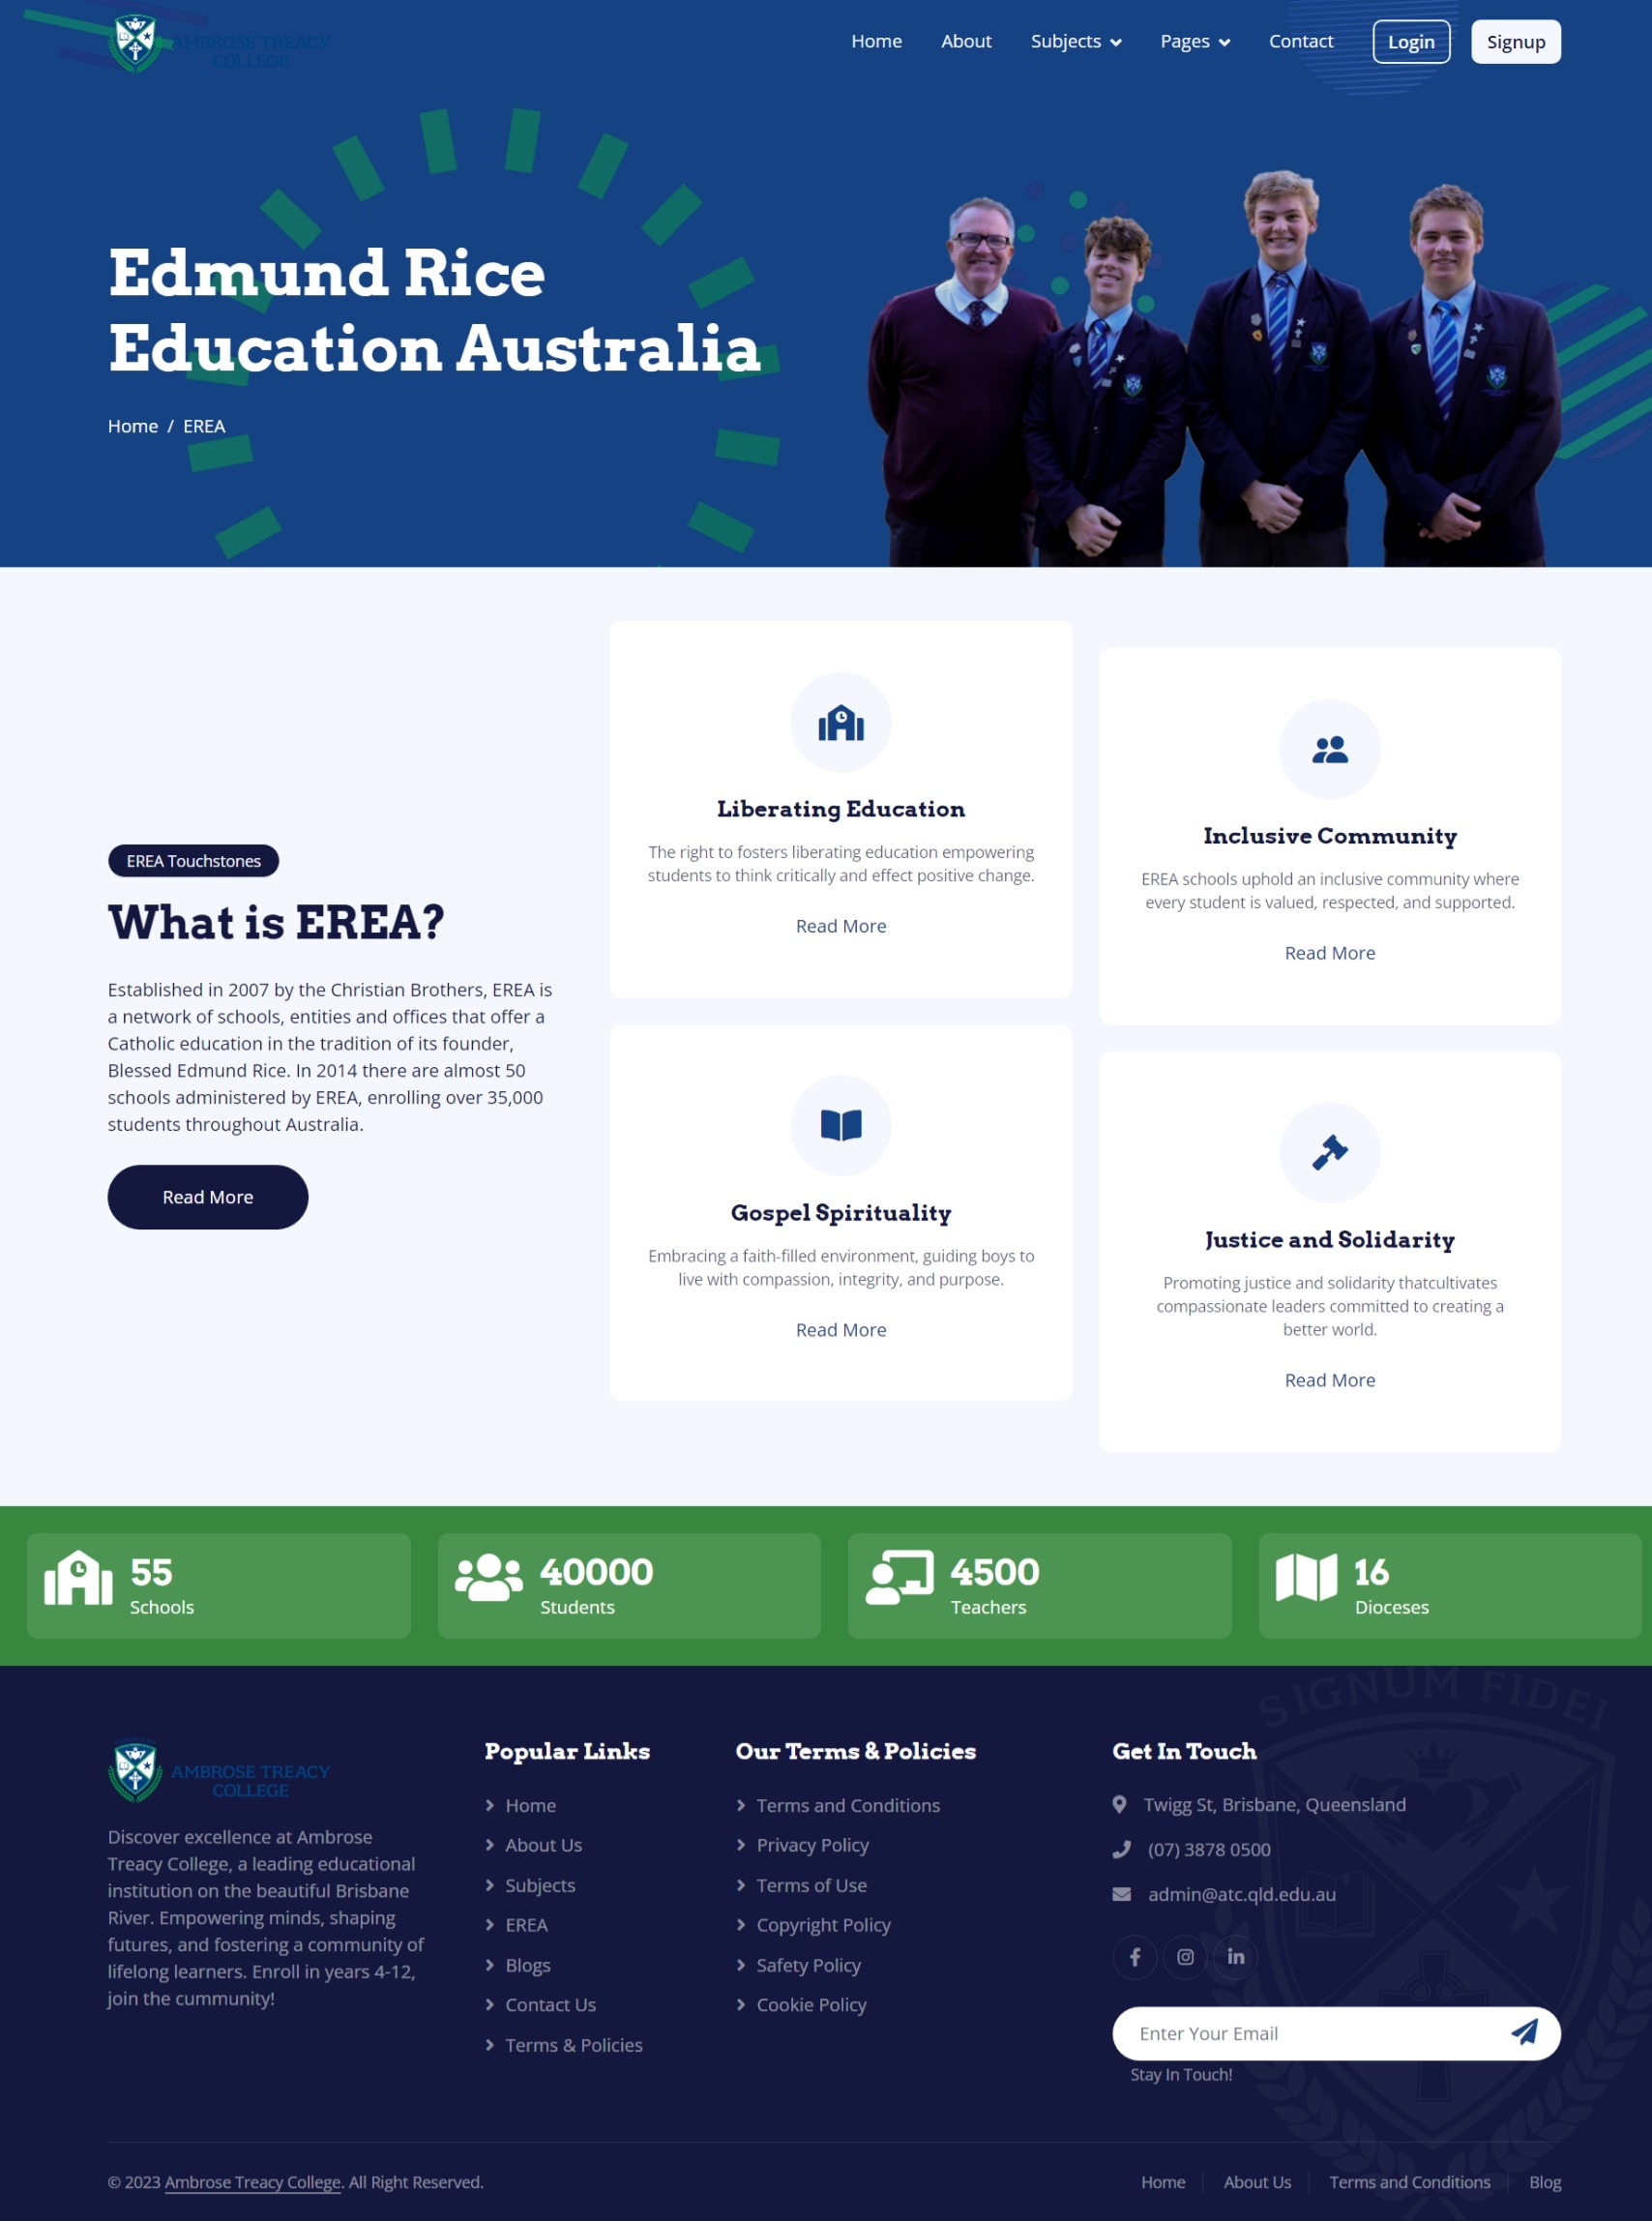 AMBROSE TREACY
COLLEGE
Home About Subjects Pages Contact Login Signup
Edmund Rice
Education Australia
Home / EREA
EREA Touchstones
What is EREA?
Established in 2007 by the Christian Brothers, EREA is
a network of schools, entities and offices that offer a
Catholic education in the tradition of its founder,
Blessed Edmund Rice. In 2014 there are almost 50
schools administered by EREA, enrolling over 35,000
students throughout Australia.
Read More
Liberating Education
The right to fosters liberating education empowering
students to think critically and effect positive change.
Read More
Inclusive Community
EREA schools uphold an inclusive community where
every student is valued, respected, and supported.
Read More
Gospel Spirituality
Embracing a faith-filled environment, guiding boys to
live with compassion, integrity, and purpose.
Read More
Justice and Solidarity
Promoting justice and solidarity thatcultivates
compassionate leaders committed to creating a
better world.
Read More
55
Schools
40000
Students
4500
Teachers
16
Dioceses
SIGNUM FIDEI
AMBROSE TREACY
COLLEGE
Discover excellence at Ambrose
Treacy College, a leading educational
institution on the beautiful Brisbane
River. Empowering minds, shaping
futures, and fostering a community of
lifelong learners. Enroll in years 4-12,
join the cummunity!
Popular Links
Home
About Us
Subjects
EREA
Blogs
Contact Us
Terms & Policies
Our Terms & Policies
Terms and Conditions
Privacy Policy
Terms of Use
Copyright Policy
Safety Policy
Cookie Policy
Get In Touch
Twigg St, Brisbane, Queensland
(07) 3878 0500
admin@atc.qld.edu.au
Enter Your Email
Stay In Touch!
© 2023 Ambrose Treacy College. All Right Reserved.
Home About Us Terms and Conditions Blog